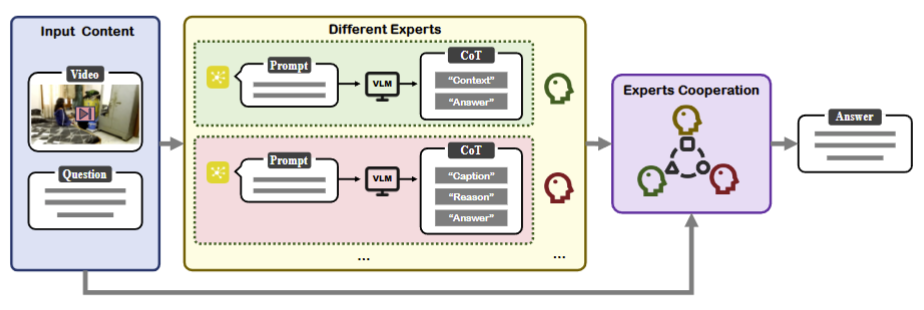 Input Content
Video
Question
Different Experts
Prompt
VLM
CoT
“Context”
“Answer”
Prompt
VLM
CoT
“Caption”
“Reason”
“Answer”
...
...
Experts Cooperation
Answer